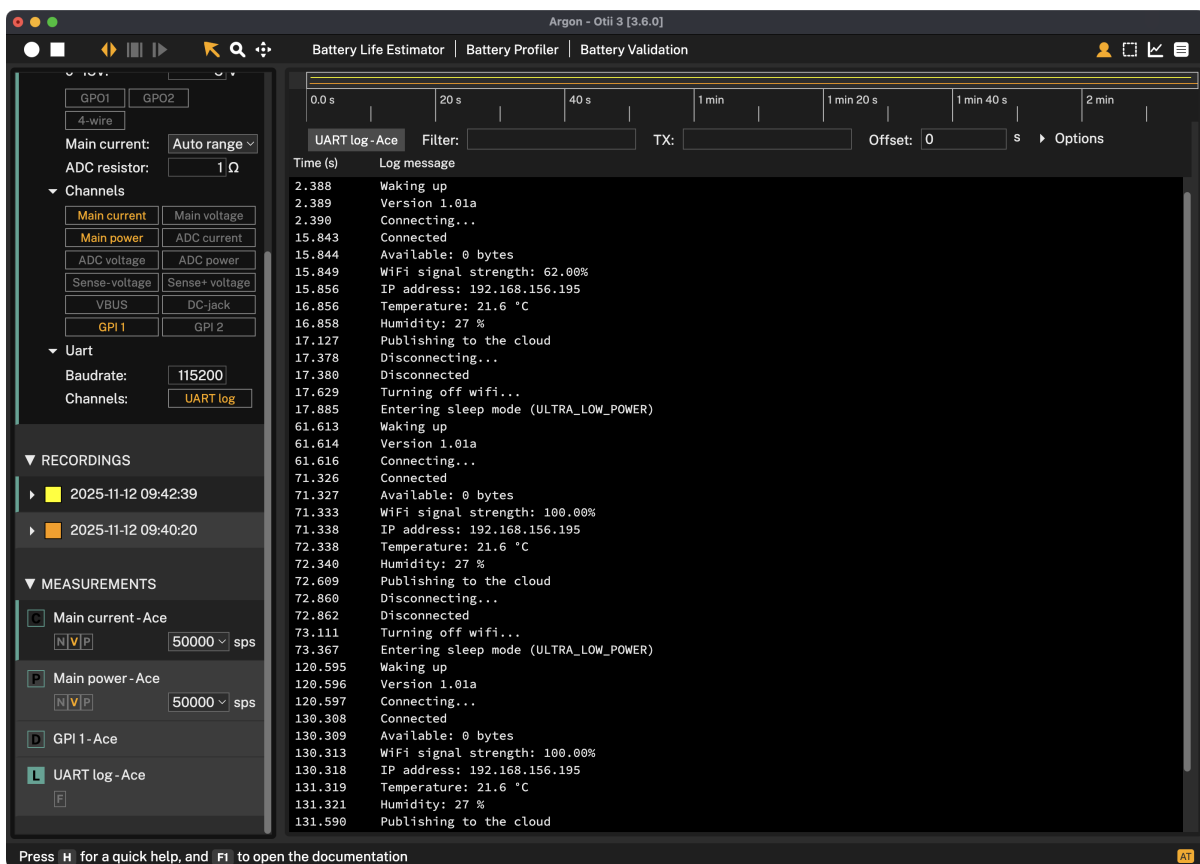 Argon - Otii 3 [3.6.0]
Battery Life Estimator Battery Profiler Battery Validation
GPO1 GPO2
4-wire
Main current: Auto range
ADC resistor: 1 Ω
Channels
Main current Main voltage
Main power ADC current
ADC voltage ADC power
Sense-voltage Sense+ voltage
VBUS DC-jack
GPI 1 GPI 2
Uart
Baudrate: 115200
Channels: UART log
RECORDINGS
2025-11-12 09:42:39
2025-11-12 09:40:20
MEASUREMENTS
C Main current - Ace
N V P 50000 sps
P Main power - Ace
N V P 50000 sps
D GPI 1 - Ace
L UART log - Ace
F
0.0 s 20 s 40 s 1 min 1 min 20 s 1 min 40 s 2 min
UART log - Ace Filter: TX: Offset: 0 s Options
Time (s) Log message
2.388 Waking up
2.389 Version 1.01a
2.390 Connecting...
15.843 Connected
15.844 Available: 0 bytes
15.849 WiFi signal strength: 62.00%
15.856 IP address: 192.168.156.195
16.856 Temperature: 21.6 °C
16.858 Humidity: 27 %
17.127 Publishing to the cloud
17.378 Disconnecting...
17.380 Disconnected
17.629 Turning off wifi...
17.885 Entering sleep mode (ULTRA_LOW_POWER)
61.613 Waking up
61.614 Version 1.01a
61.616 Connecting...
71.326 Connected
71.327 Available: 0 bytes
71.333 WiFi signal strength: 100.00%
71.338 IP address: 192.168.156.195
72.338 Temperature: 21.6 °C
72.340 Humidity: 27 %
72.609 Publishing to the cloud
72.860 Disconnecting...
72.862 Disconnected
73.111 Turning off wifi...
73.367 Entering sleep mode (ULTRA_LOW_POWER)
120.595 Waking up
120.596 Version 1.01a
120.597 Connecting...
130.308 Connected
130.309 Available: 0 bytes
130.313 WiFi signal strength: 100.00%
130.318 IP address: 192.168.156.195
131.319 Temperature: 21.6 °C
131.321 Humidity: 27 %
131.590 Publishing to the cloud
Press H for a quick help, and F1 to open the documentation
AT